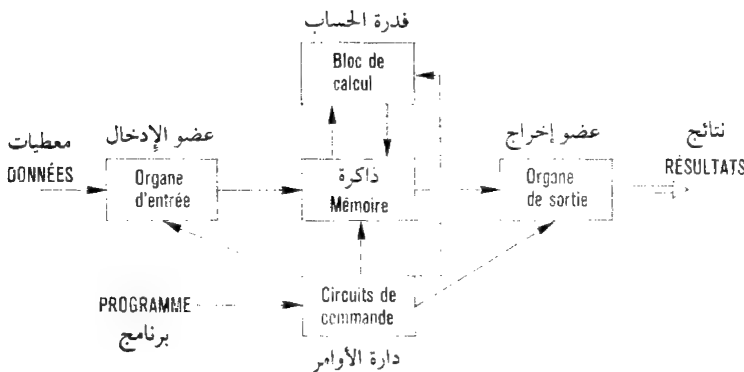 قدرة الحساب
Bloc de
calcul
معطيات
DONNÉES
عضو الإدخال
Organe
d'entrée
ذاكرة
Mémoire
عضو إخراج
Organe
de sortie
نتائج
RÉSULTATS
PROGRAMME
برنامج
Circuits de
commande
دارة الأوامر